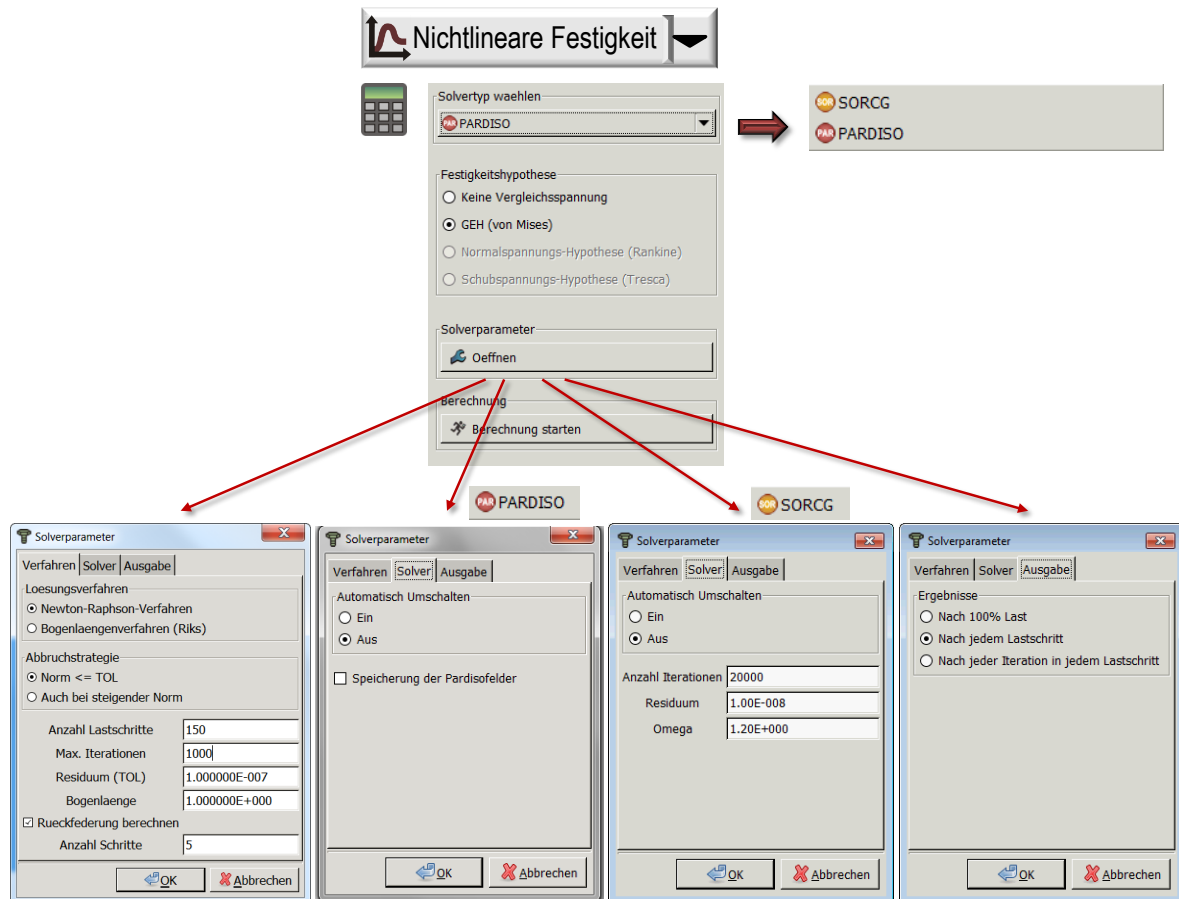 Nichtlineare Festigkeit
Solvertyp waehlen
PAR PARDISO
SOR SORCG
PAR PARDISO
Festigkeitshypothese
Keine Vergleichsspannung
GEH (von Mises)
Normalspannungs-Hypothese (Rankine)
Schubspannungs-Hypothese (Tresca)
Solverparameter
Oeffnen
Berechnung
Berechnung starten
PAR PARDISO
SOR SORCG
Solverparameter
Verfahren Solver Ausgabe
Loesungsverfahren
Newton-Raphson-Verfahren
Bogenlaengenverfahren (Riks)
Abbruchstrategie
Norm <= TOL
Auch bei steigender Norm
Anzahl Lastschritte 150
Max. Iterationen 1000
Residuum (TOL) 1.000000E-007
Bogenlaenge 1.000000E+000
Rueckfederung berechnen
Anzahl Schritte 5
OK Abbrechen
Solverparameter
Verfahren Solver Ausgabe
Automatisch Umschalten
Ein
Aus
Speicherung der Pardisofelder
OK Abbrechen
Solverparameter
Verfahren Solver Ausgabe
Automatisch Umschalten
Ein
Aus
Anzahl Iterationen 20000
Residuum 1.00E-008
Omega 1.20E+000
OK Abbrechen
Solverparameter
Verfahren Solver Ausgabe
Ergebnisse
Nach 100% Last
Nach jedem Lastschritt
Nach jeder Iteration in jedem Lastschritt
OK Abbrechen